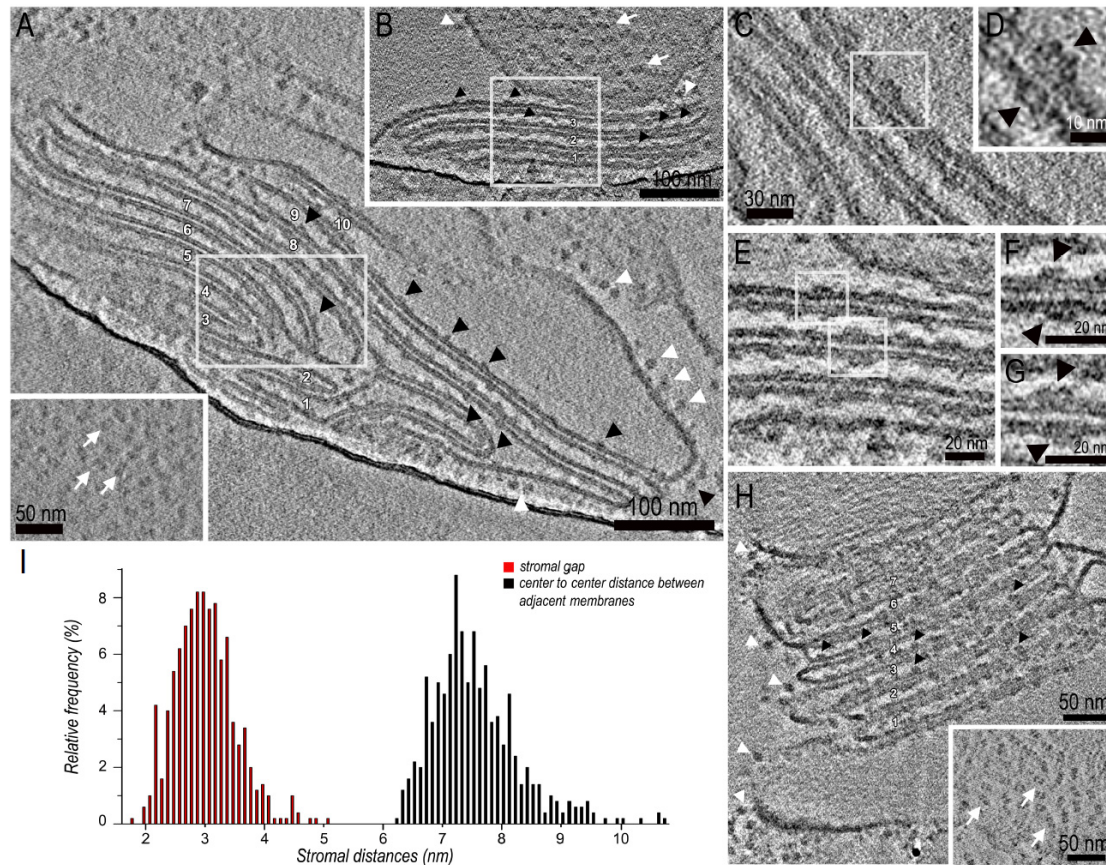 A
B
C
D
3
2
1
10 nm
100 nm
30 nm
7
6
5
4
3
9
10
8
2
1
E
F
20 nm
G
20 nm
20 nm
50 nm
100 nm
H
7
6
5
4
3
2
1
50 nm
50 nm
I
stromal gap
center to center distance between
adjacent membranes
Relative frequency (%)
8
6
4
2
0
2 3 4 5 6 7 8 9 10
Stromal distances (nm)